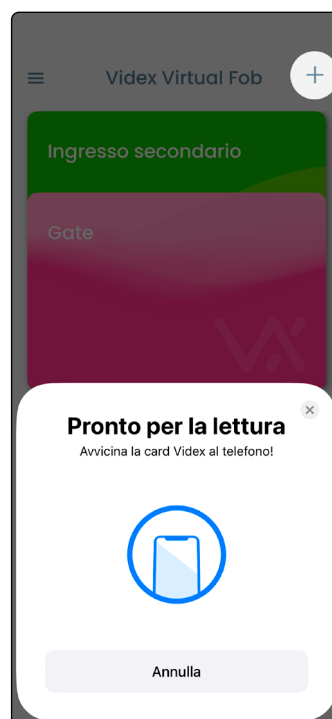 Videx Virtual Fob
Ingresso secondario
Gate
Pronto per la lettura
Avvicina la card Videx al telefono!
Annulla